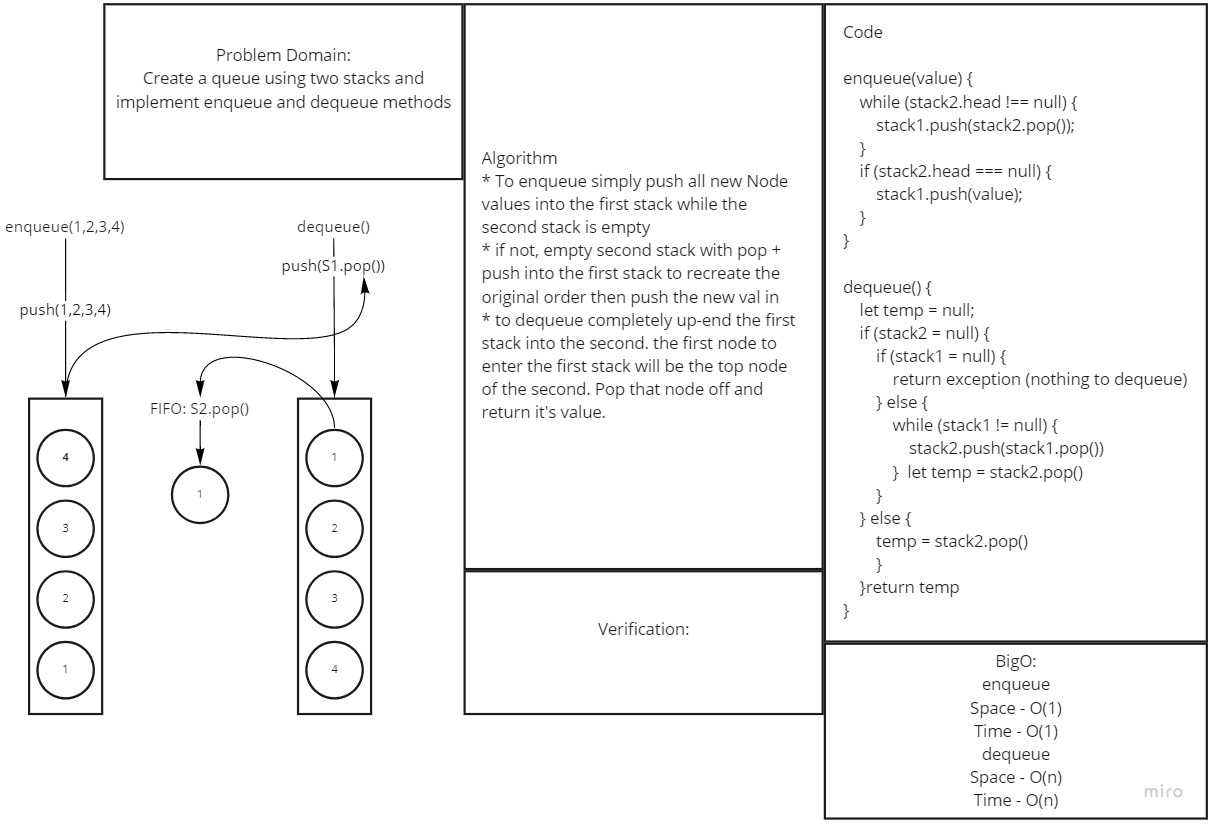 Problem Domain:
Create a queue using two stacks and
implement enqueue and dequeue methods
enqueue(1,2,3,4)
push(1,2,3,4)
dequeue()
push(S1.pop())
FIFO: S2.pop()
4
3
2
1
1
1
2
3
4
Algorithm
* To enqueue simply push all new Node
values into the first stack while the
second stack is empty
* if not, empty second stack with pop +
push into the first stack to recreate the
original order then push the new val in
* to dequeue completely up-end the first
stack into the second. the first node to
enter the first stack will be the top node
of the second. Pop that node off and
return it's value.
Verification:
Code
enqueue(value) {
while (stack2.head !== null) {
stack1.push(stack2.pop());
}
if (stack2.head === null) {
stack1.push(value);
}
}
dequeue() {
let temp = null;
if (stack2 = null) {
if (stack1 = null) {
return exception (nothing to dequeue)
} else {
while (stack1 != null) {
stack2.push(stack1.pop())
} let temp = stack2.pop()
}
} else {
temp = stack2.pop()
}
}return temp
}
BigO:
enqueue
Space - O(1)
Time - O(1)
dequeue
Space - O(n)
Time - O(n)
miro